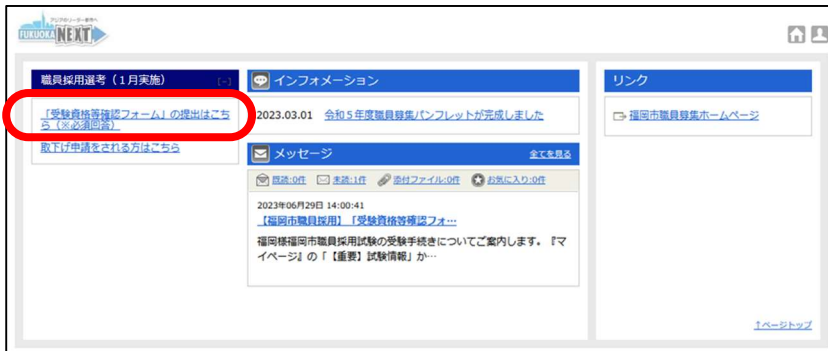 アジアのリーダー都市へ
FUKUOKA NEXT
職員採用選考(1月実施) [-]
「受験資格等確認フォーム」の提出はこち
ら(※必須回答)
取下げ申請をされる方はこちら
インフォメーション
2023.03.01 令和5年度職員募集パンフレットが完成しました
メッセージ 全てを見る
既読:0件 未読:1件 添付ファイル:0件 お気に入り:0件
2023年06月29日 14:00:41
【福岡市職員採用】「受験資格等確認フォ…
福岡様福岡市職員採用試験の受験手続きについてご案内します。『マ
イページ』の「【重要】試験情報」か…
リンク
福岡市職員募集ホームページ
↑ページトップ